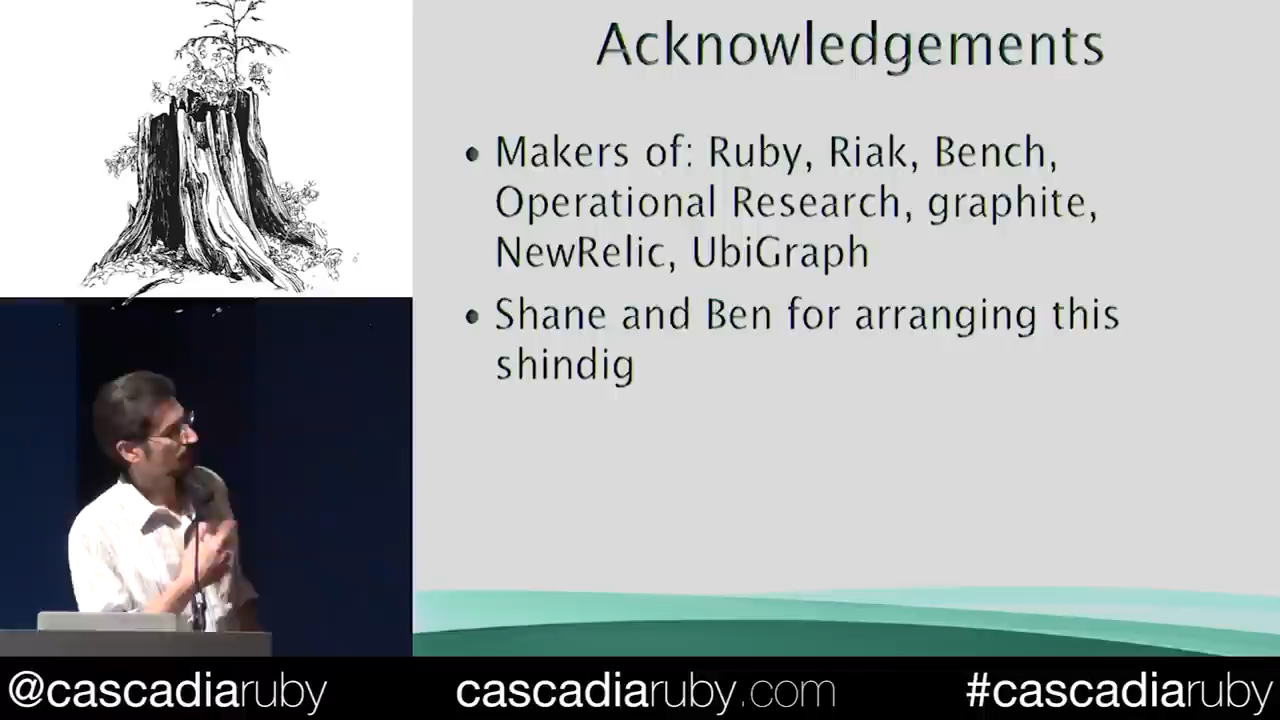 Acknowledgements
• Makers of: Ruby, Riak, Bench,
Operational Research, graphite,
NewRelic, UbiGraph
• Shane and Ben for arranging this
shindig
@cascadiaruby
cascadiaruby.com
#cascadiaruby